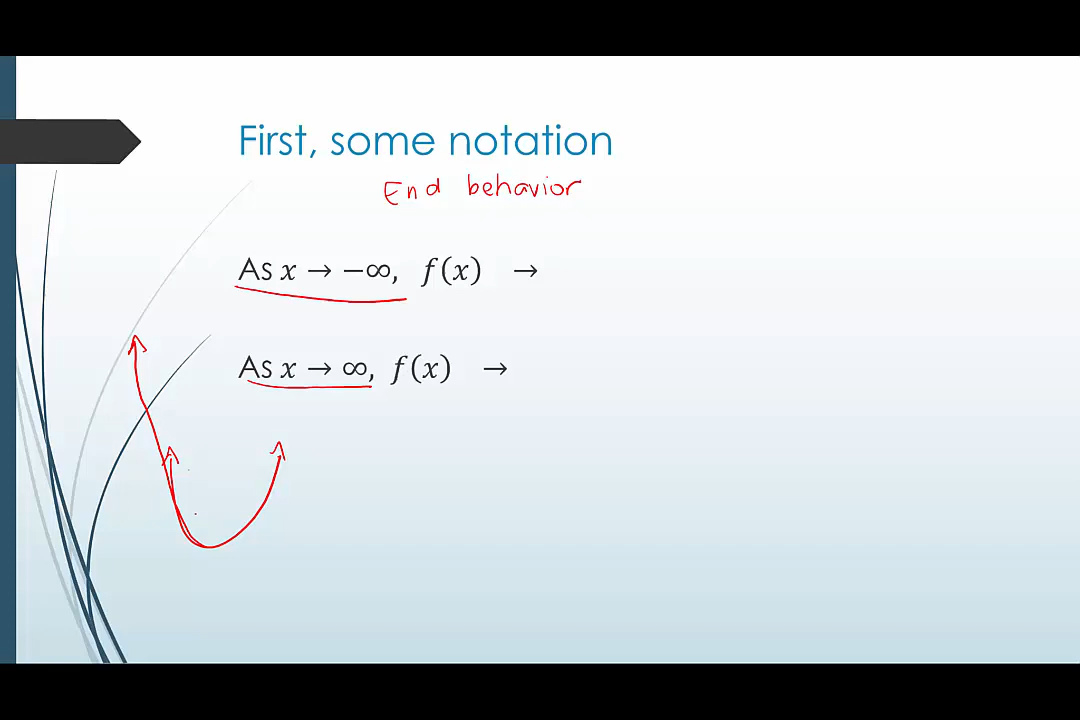 First, some notation
End behavior
As x → −∞, f(x) →
As x → ∞, f(x) →